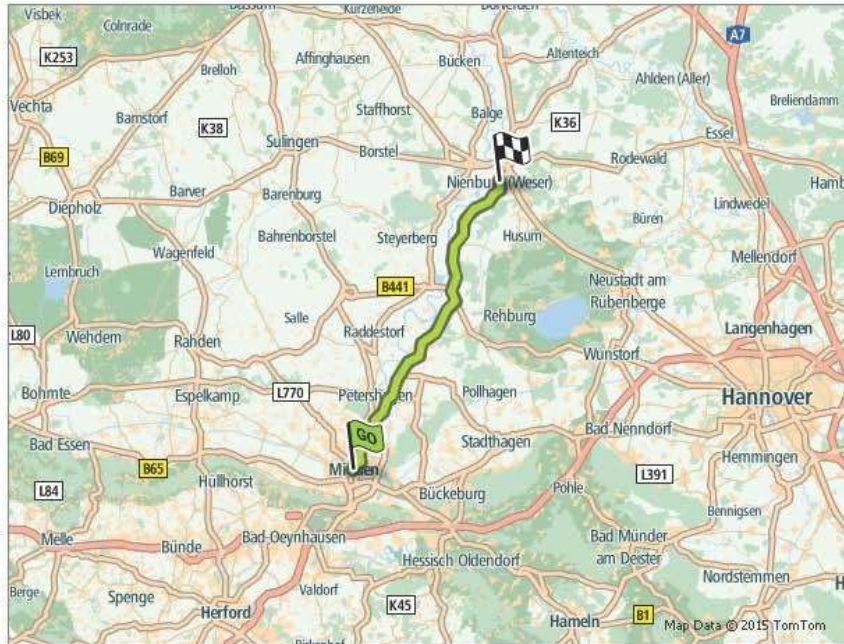 Visbek
Colnrade
Bassum
Affinghausen
Bücken
Altenteich
A7
K253
Brelloh
Ahlden (Aller)
Vechta
Barnstorf
K38
Staffhorst
Balge
K36
Breliendamm
Sulingen
Borstel
Essel
B69
Rodewald
Barver
Barenburg
Nienburg (Weser)
Lindwedel
Diepholz
Büren
Bahrenborstel
Steyerberg
Husum
Wagenfeld
Mellendorf
Lembruch
B441
Neustadt am
Rübenberge
Salle
Rehburg
L80
Wehdem
Rahden
Raddestorf
Langenhagen
Wunstorf
Bohmte
Espelkamp
L770
Petershagen
Pollhagen
Hannover
GO
Bad Essen
Stadthagen
Bad Nenndorf
B65
Minden
Hemmingen
L84
Hüllhorst
Bückeburg
Pohle
L391
Bennigsen
Melle
Bünde
Bad-Oeynhausen
Bad Münder
am Deister
Hessisch Oldendorf
Nordstemmen
Berge
Spenge
Valdorf
Herford
K45
Hameln
B1
Map Data © 2015 TomTom